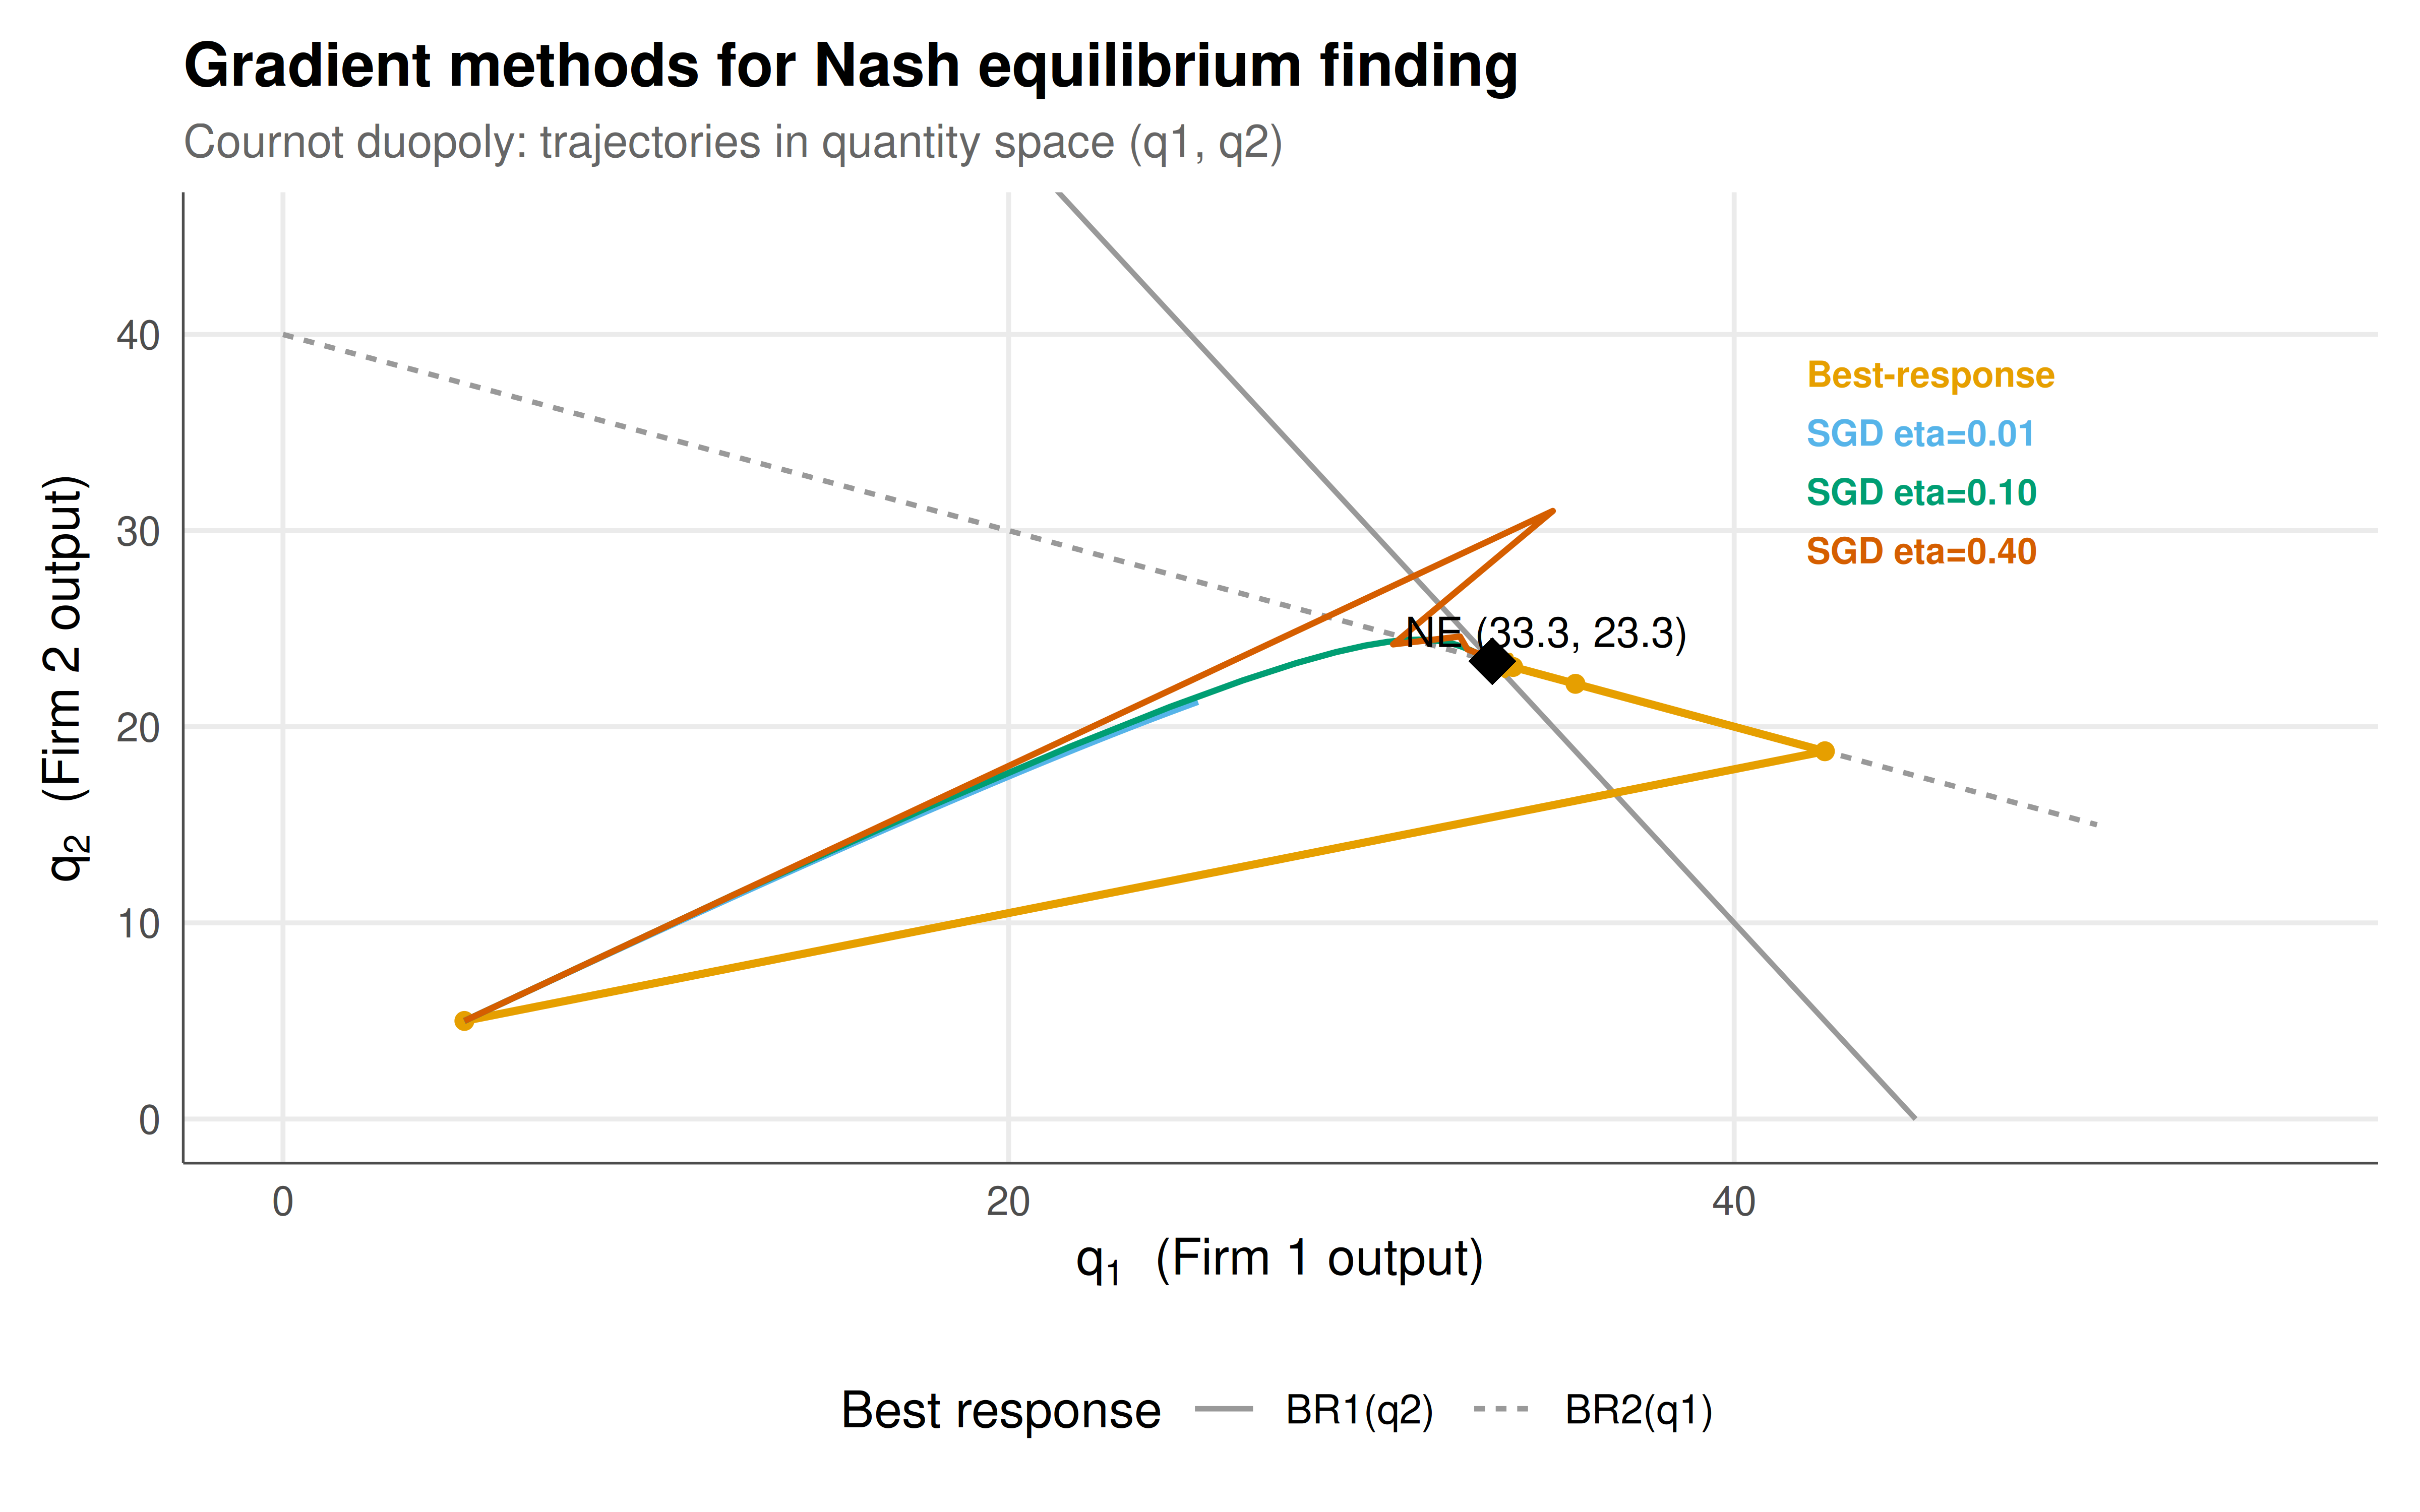 Gradient methods for Nash equilibrium finding
Cournot duopoly: trajectories in quantity space (q1, q2)
q₂ (Firm 2 output)
40
30
20
10
0
Best-response
SGD eta=0.01
SGD eta=0.10
SGD eta=0.40
NE (33.3, 23.3)
0 20 40
q₁ (Firm 1 output)
Best response BR1(q2) BR2(q1)